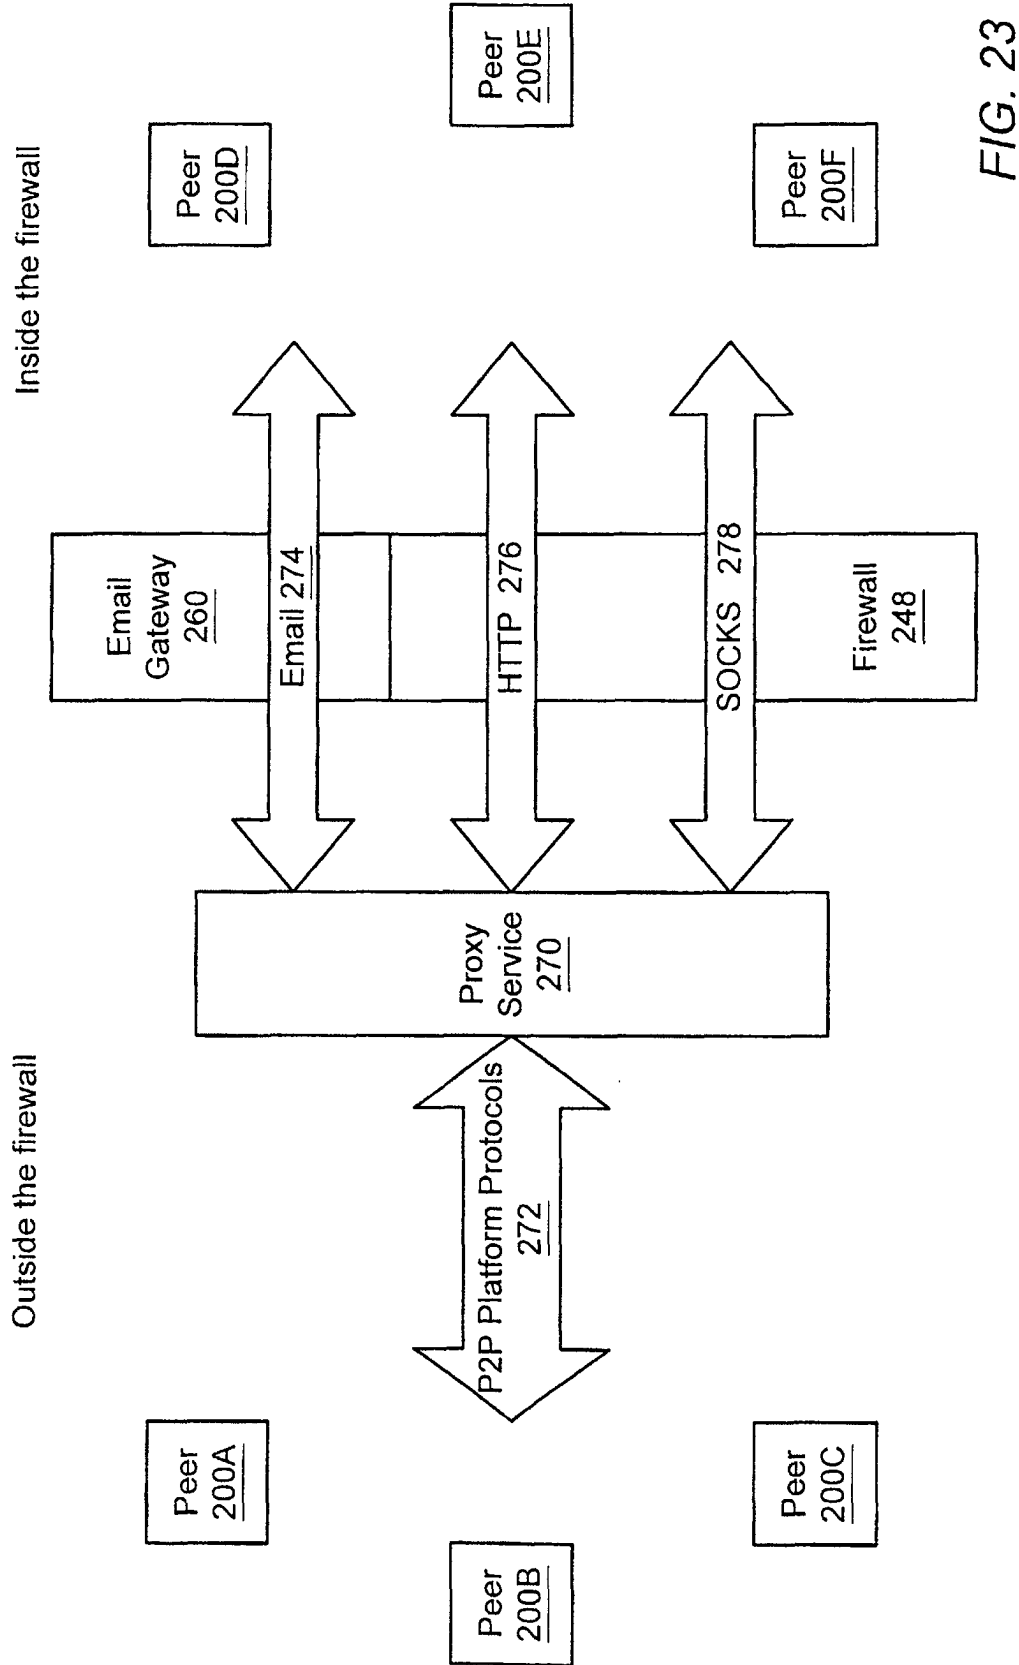 Outside the firewall
Inside the firewall
Peer
200A
Peer
200B
Peer
200C
P2P Platform Protocols
272
Proxy
Service
270
Email
Gateway
260
Email 274
HTTP 276
SOCKS 278
Firewall
248
Peer
200D
Peer
200E
Peer
200F
FIG. 23